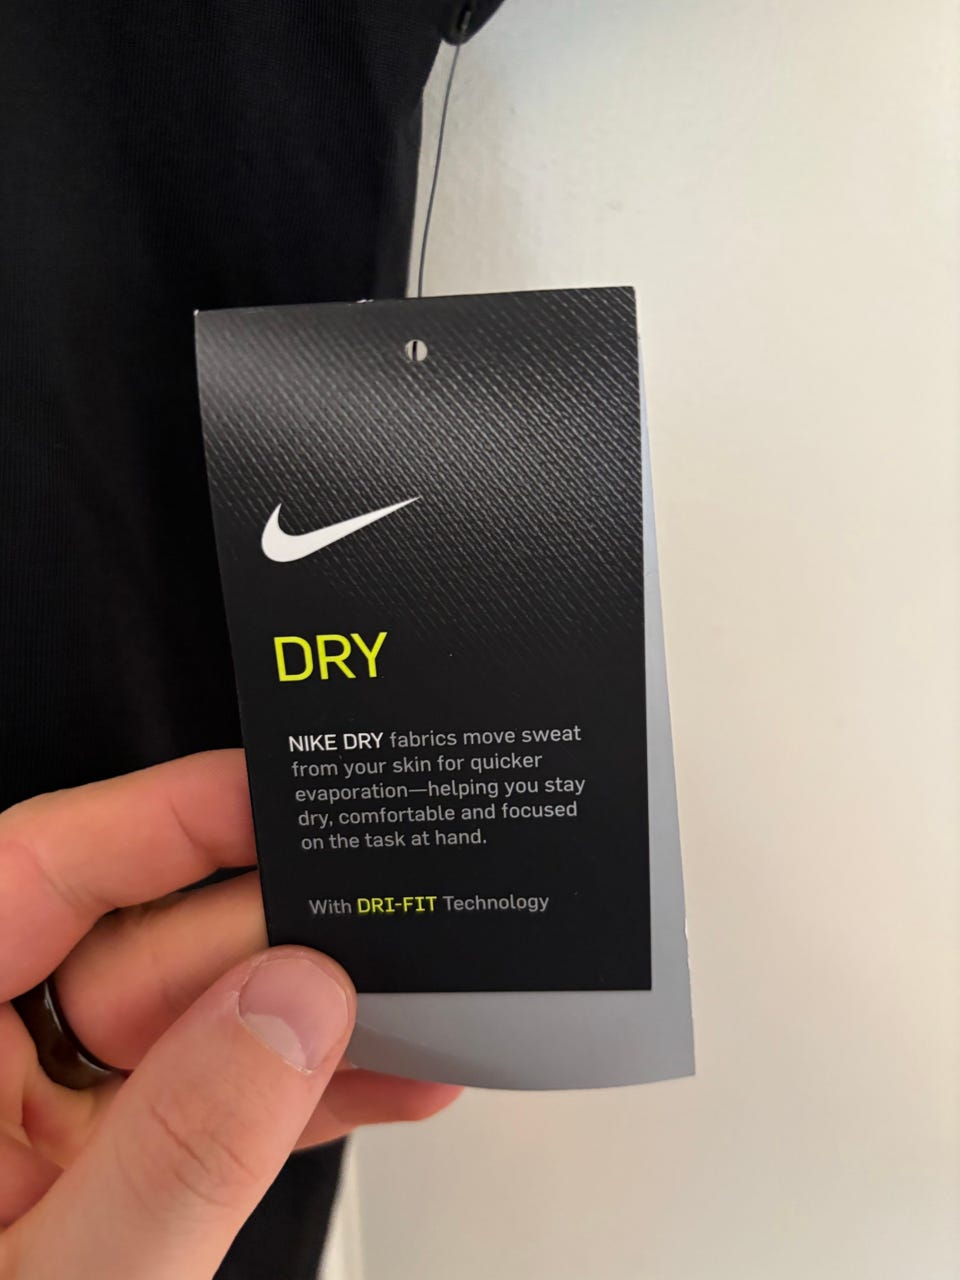 DRY
NIKE DRY fabrics move sweat
from your skin for quicker
evaporation—helping you stay
dry, comfortable and focused
on the task at hand.
With DRI-FIT Technology